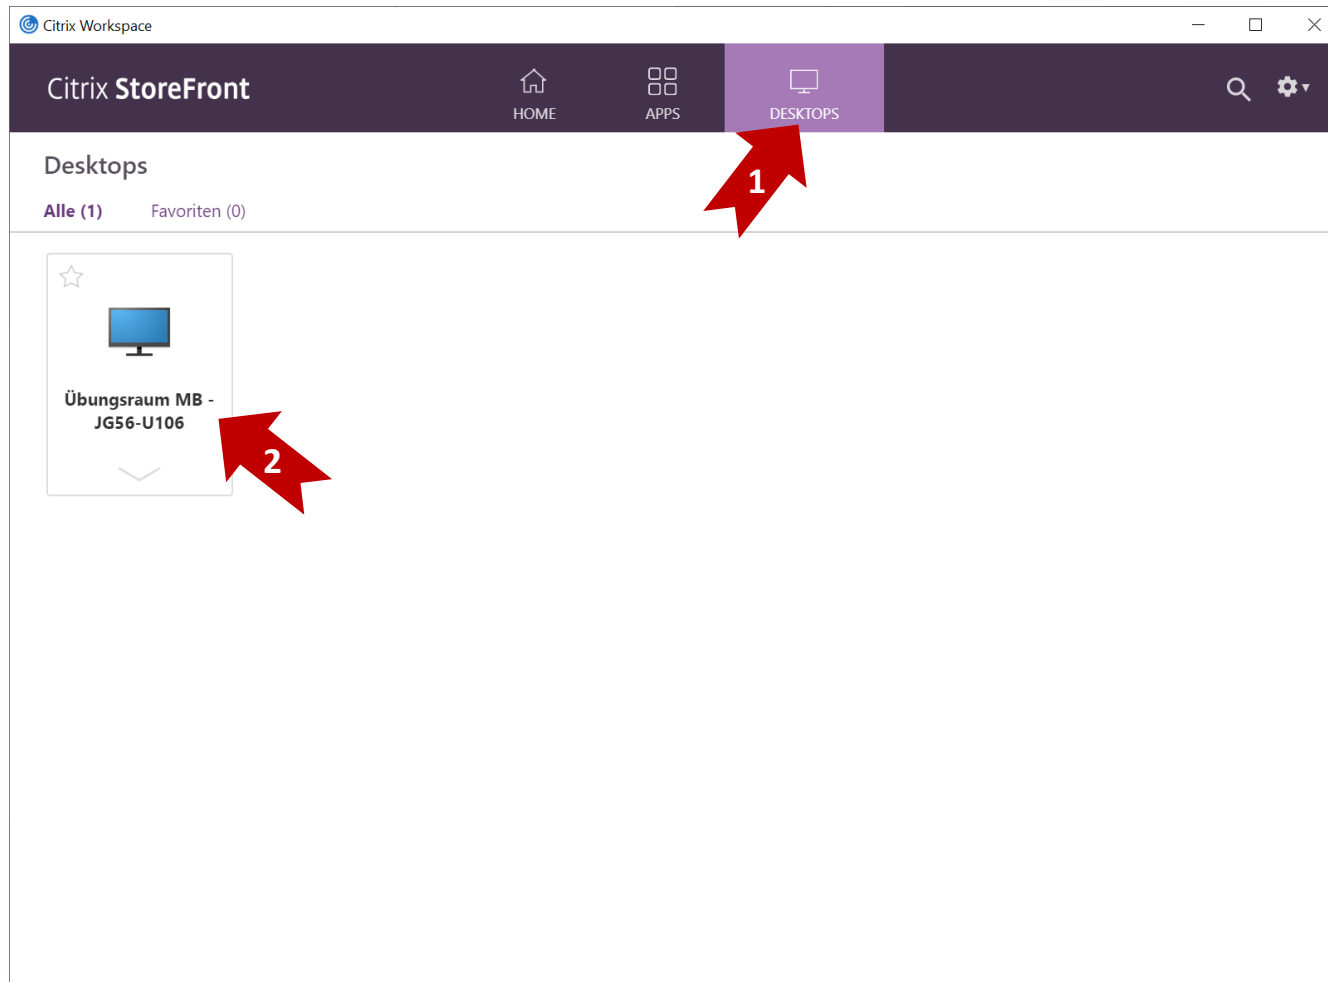 Citrix Workspace
Citrix StoreFront
HOME
APPS
DESKTOPS
Desktops
1
Alle (1)
Favoriten (0)
Übungsraum MB -
JG56-U106
2